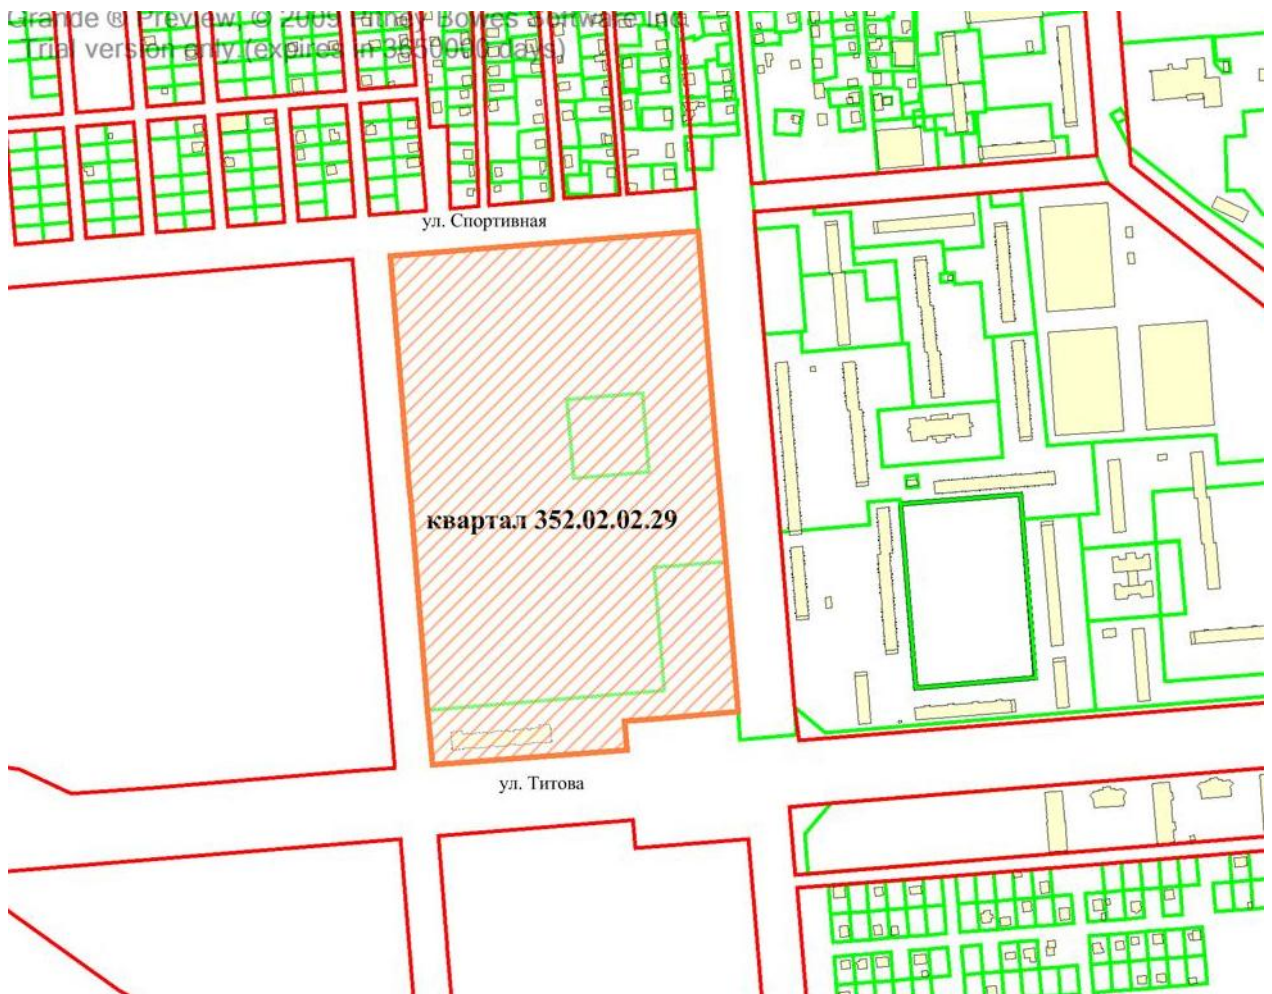 Grande ® Preview, © 2009 Pitney Bowes Software Inc.
Trial version only (expires in 3650000 days)
ул. Спортивная
квартал 352.02.02.29
ул. Титова